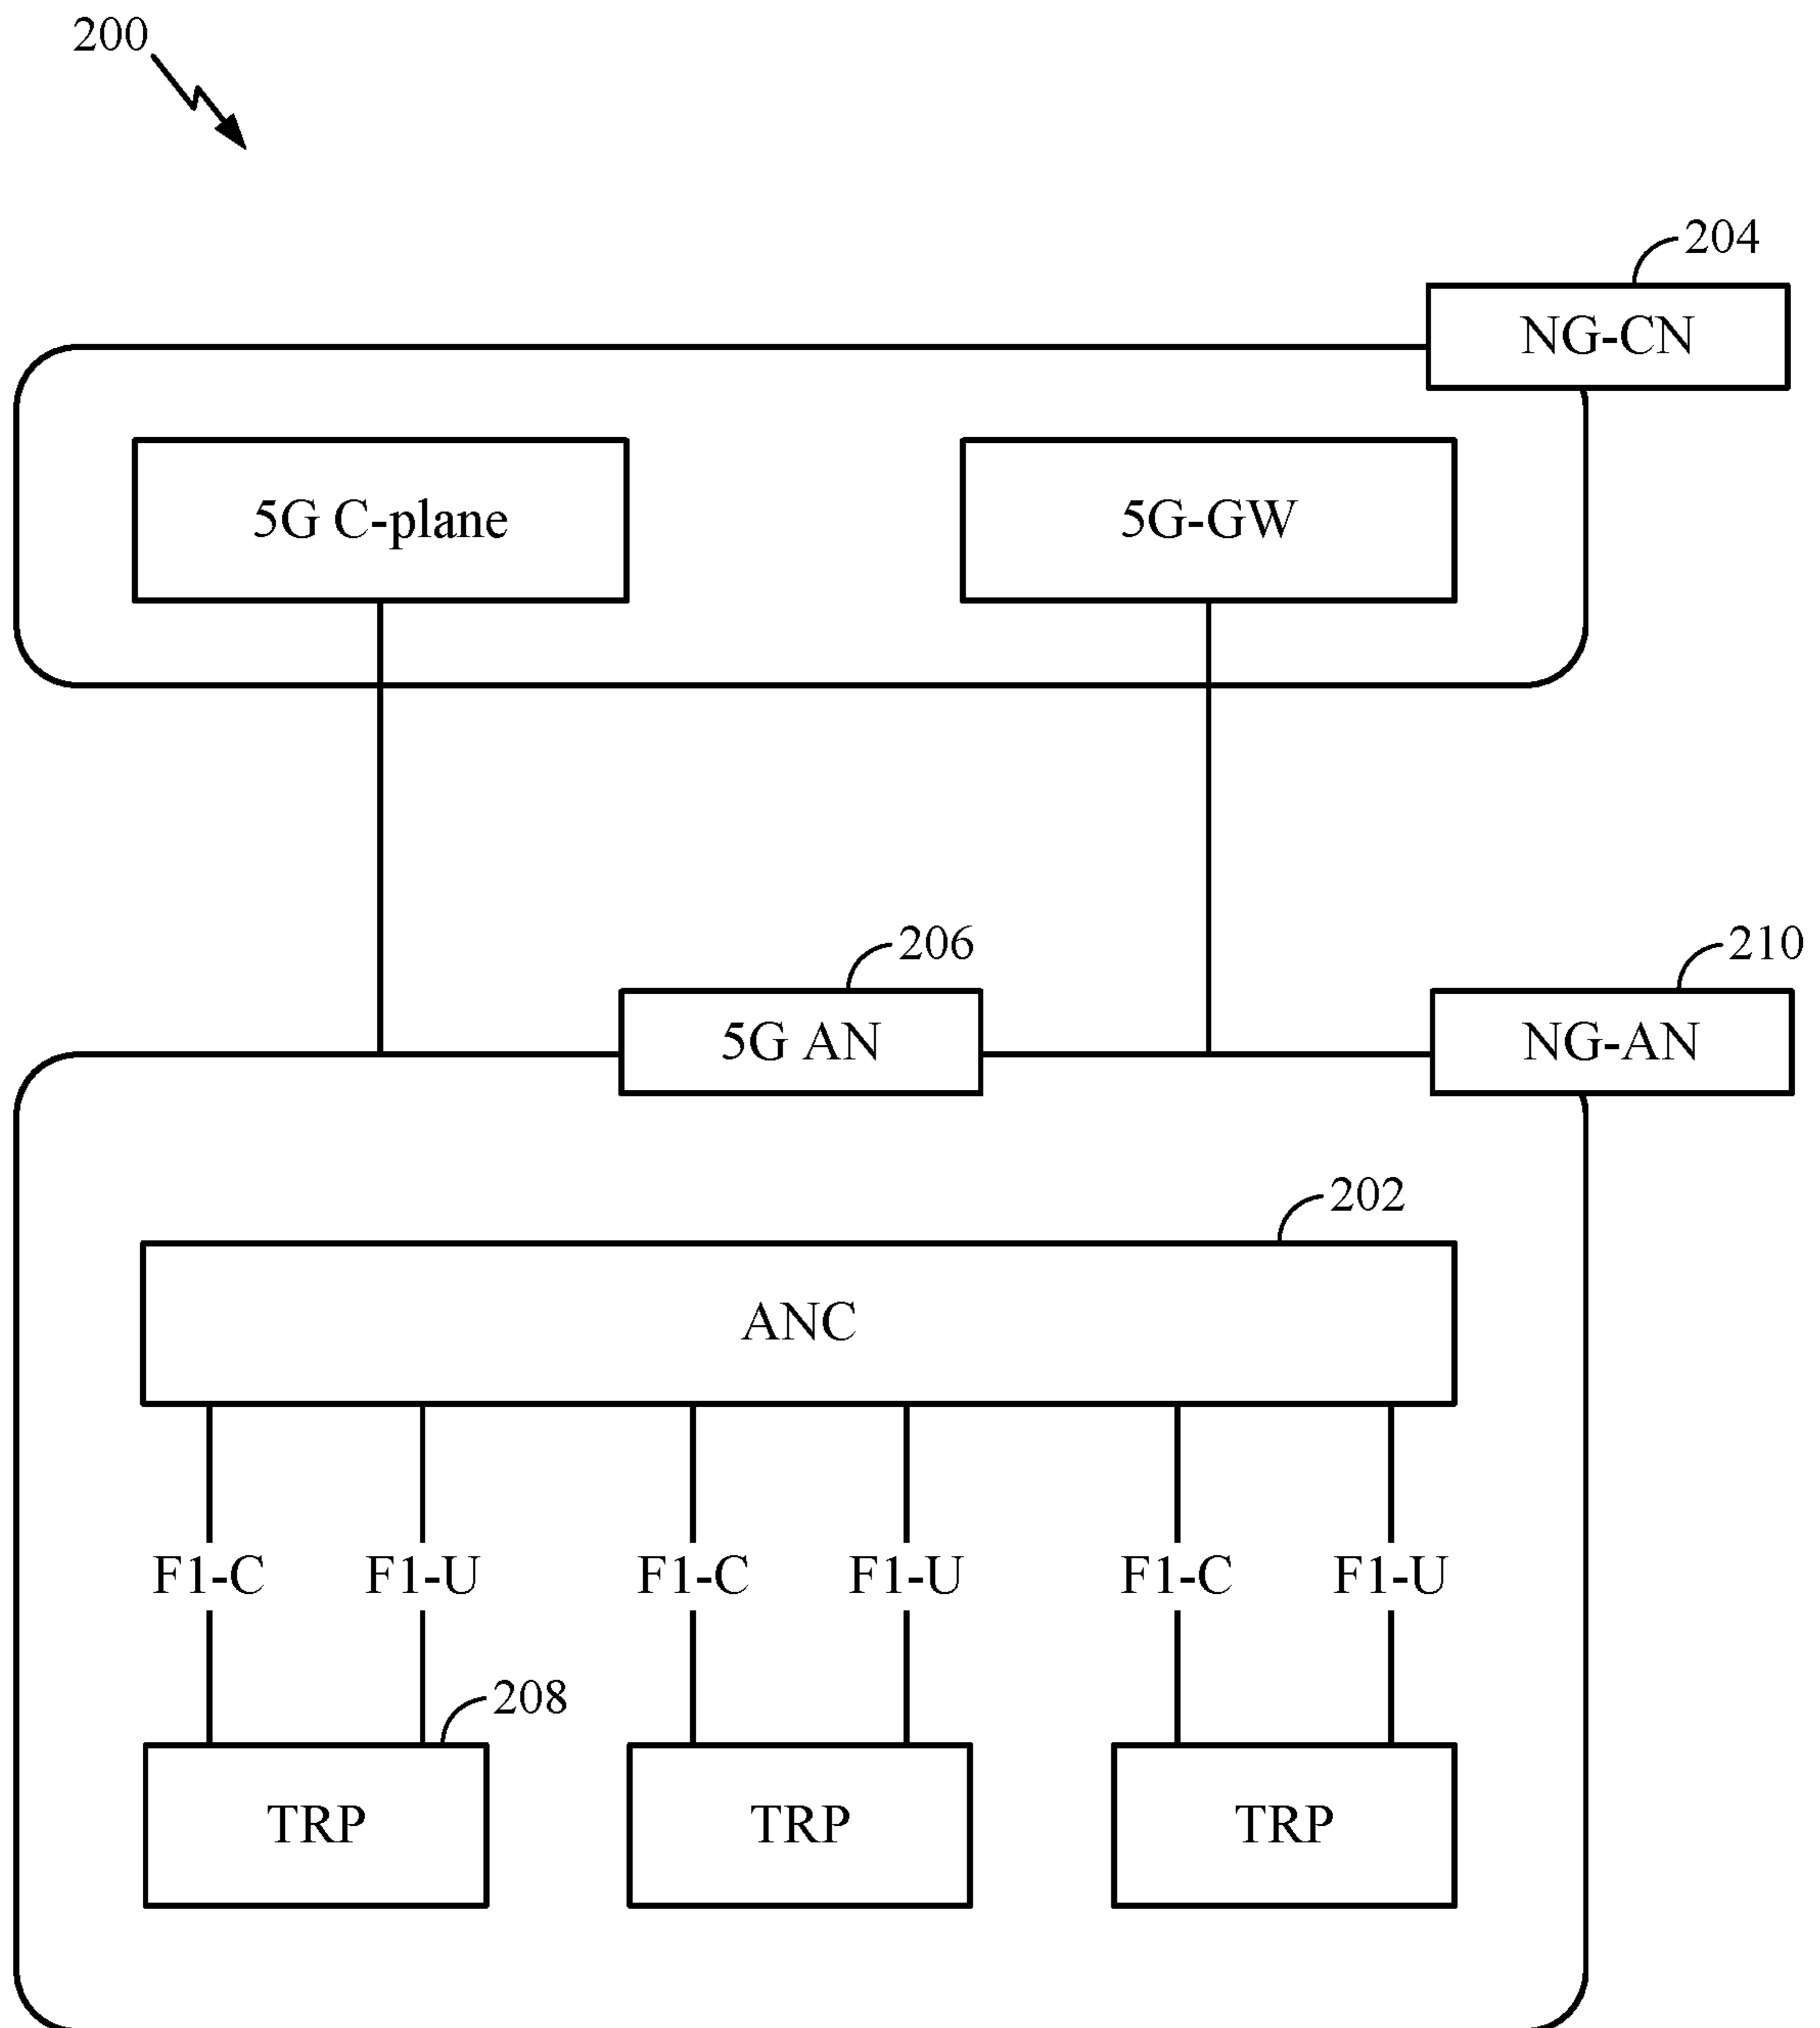 200
204
NG-CN
5G C-plane
5G-GW
206
210
5G AN
NG-AN
202
ANC
F1-C
F1-U
F1-C
F1-U
F1-C
F1-U
208
TRP
TRP
TRP